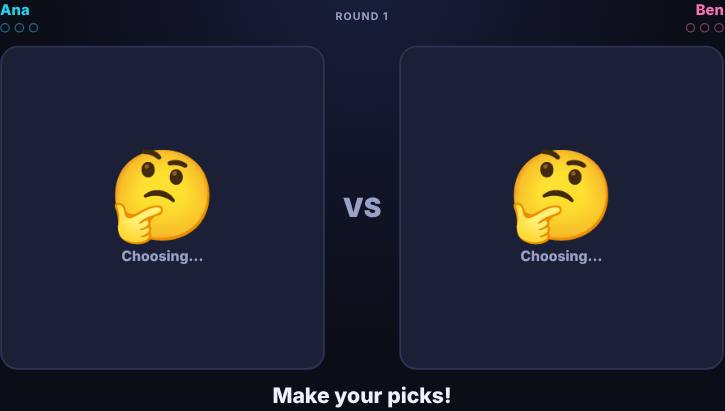 Ana
ROUND 1
Ben
VS
Choosing...
Choosing...
Make your picks!